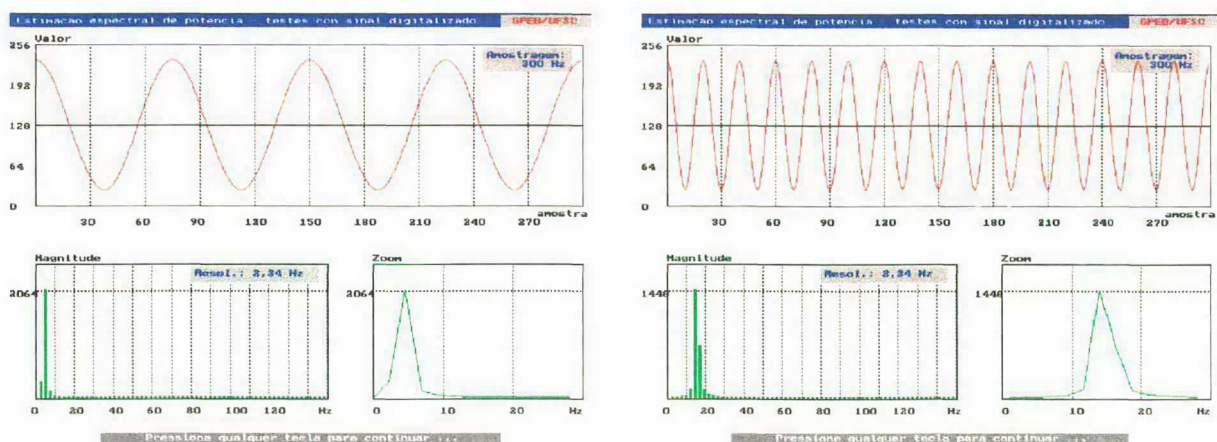 Estimacao espectral de potencia - testes con sinal digitalizado GPEB/UFSC
Valor
256
192
128
64
0
Amostragem:
300 Hz
30 60 90 120 150 180 210 240 270
amostra
Magnitude
Resol.: 2,34 Hz
2064
0 20 40 60 80 100 120 Hz
Zoom
2064
0 10 20 Hz
Pressione qualquer tecla para continuar ...
Estimacao espectral de potencia - testes con sinal digitalizado GPEB/UFSC
Valor
256
192
128
64
0
Amostragem:
300 Hz
30 60 90 120 150 180 210 240 270
amostra
Magnitude
Resol.: 2,34 Hz
1440
0 20 40 60 80 100 120 Hz
Zoom
1440
0 10 20 Hz
Pressione qualquer tecla para continuar ...